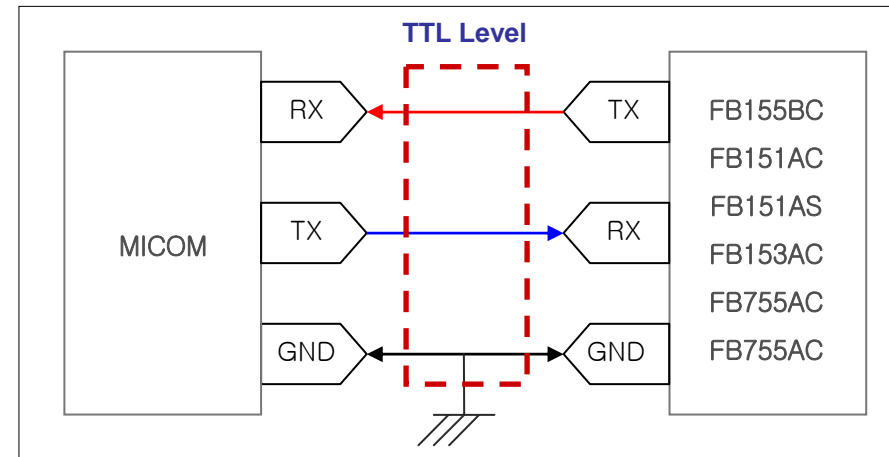 TTL Level
RX
TX
MICOM
TX
RX
GND
GND
FB155BC
FB151AC
FB151AS
FB153AC
FB755AC
FB755AC